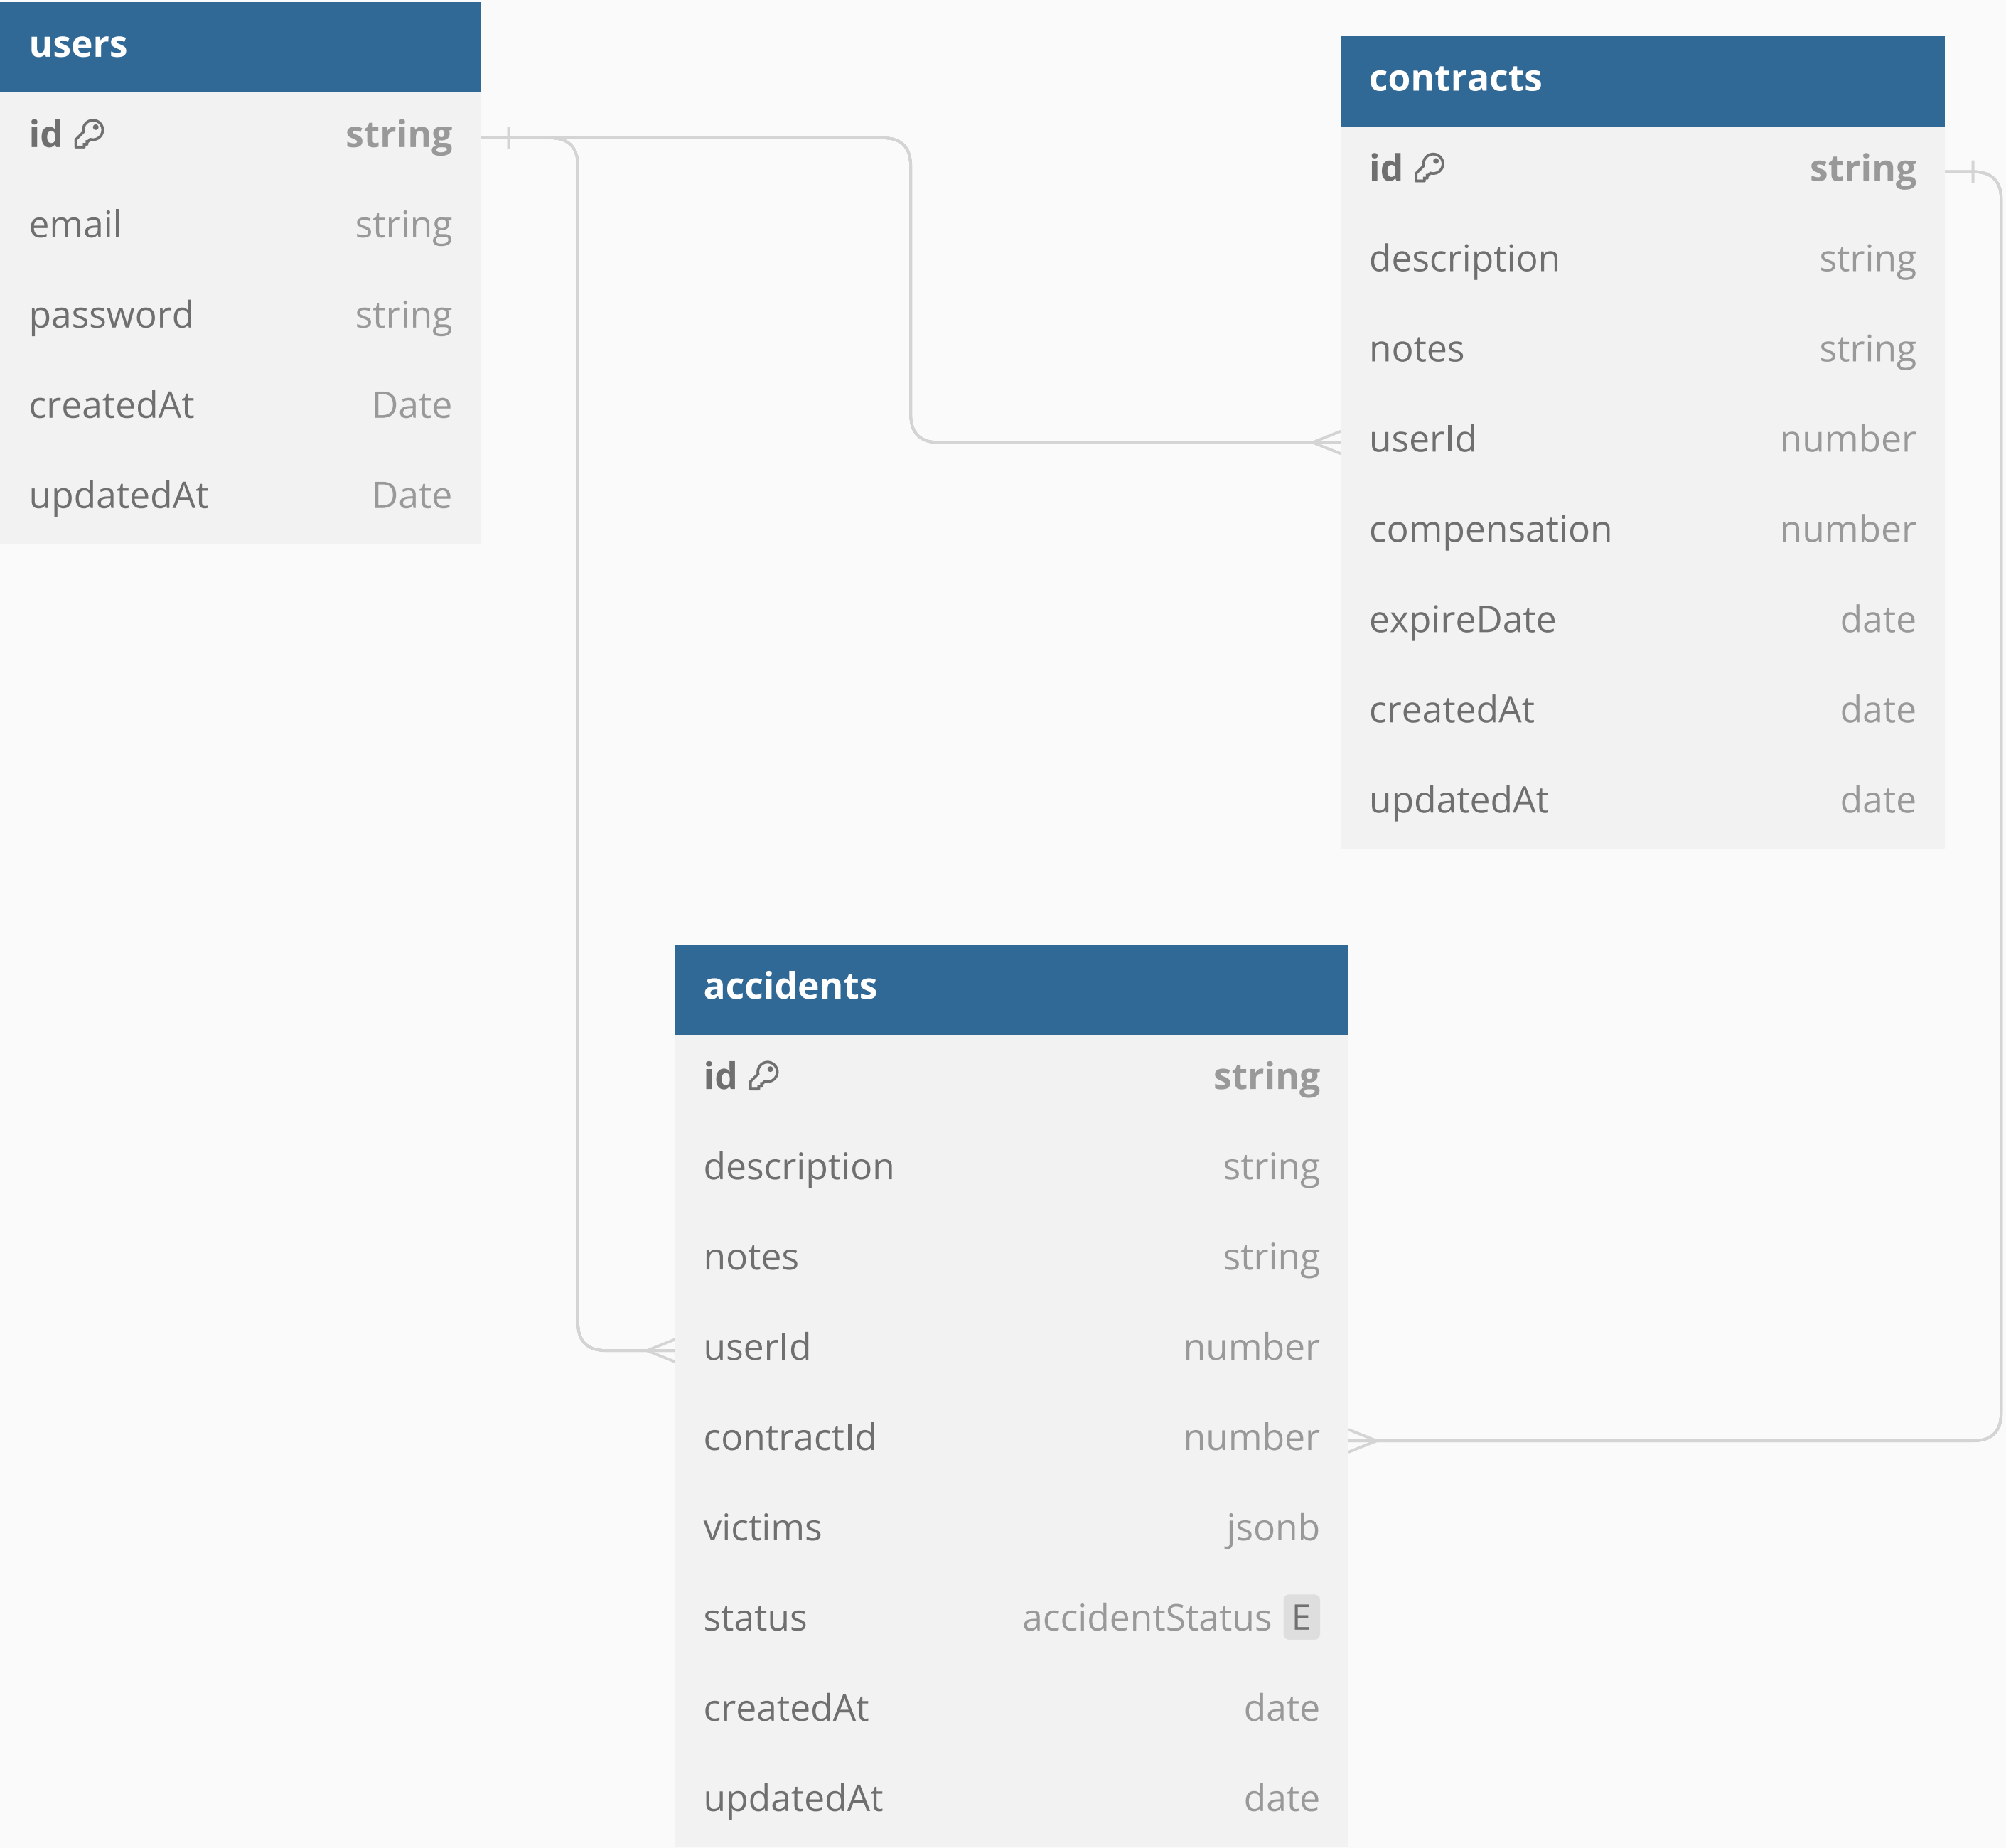 users
id string
email string
password string
createdAt Date
updatedAt Date
contracts
id string
description string
notes string
userId number
compensation number
expireDate date
createdAt date
updatedAt date
accidents
id string
description string
notes string
userId number
contractId number
victims jsonb
status accidentStatus E
createdAt date
updatedAt date